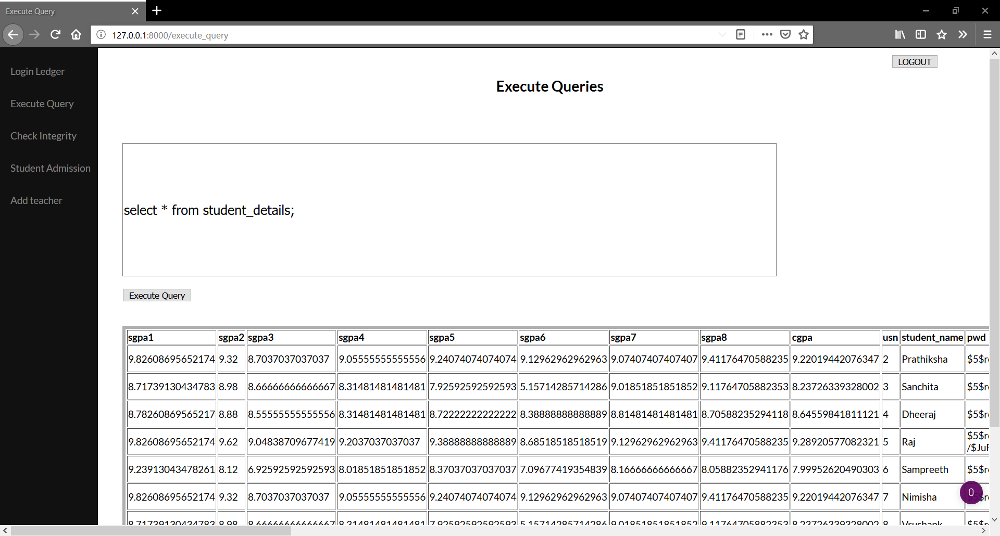 Execute Query
127.0.0.1:8000/execute_query
Login Ledger
Execute Query
Check Integrity
Student Admission
Add teacher
LOGOUT
Execute Queries
select * from student_details;
Execute Query
sgpa1 sgpa2 sgpa3 sgpa4 sgpa5 sgpa6 sgpa7 sgpa8 cgpa usn student_name pwd
9.82608695652174 9.32 8.7037037037037 9.05555555555556 9.24074074074074 9.12962962962963 9.07407407407407 9.41176470588235 9.22019442076347 2 Prathiksha $5$r
8.71739130434783 8.98 8.66666666666667 8.31481481481481 7.92592592592593 5.15714285714286 9.01851851851852 9.11764705882353 8.23726339328002 3 Sanchita $5$r
8.78260869565217 8.88 8.55555555555556 8.31481481481481 8.72222222222222 8.38888888888889 8.81481481481481 8.70588235294118 8.64559841811121 4 Dheeraj $5$r
9.82608695652174 9.62 9.04838709677419 9.2037037037037 9.38888888888889 8.68518518518519 9.12962962962963 9.41176470588235 9.28920577082321 5 Raj $5$r
/$Ju
9.23913043478261 8.12 6.92592592592593 8.01851851851852 8.37037037037037 7.09677419354839 8.16666666666667 8.05882352941176 7.99952620490303 6 Sampreeth $5$r
9.82608695652174 9.32 8.7037037037037 9.05555555555556 9.24074074074074 9.12962962962963 9.07407407407407 9.41176470588235 9.22019442076347 7 Nimisha $5$r
0
8.71739130434783 8.98 8.66666666666667 8.31481481481481 7.92592592592593 5.15714285714286 9.01851851851852 9.11764705882353 8.23726339328002 8 Vrushank $5$r